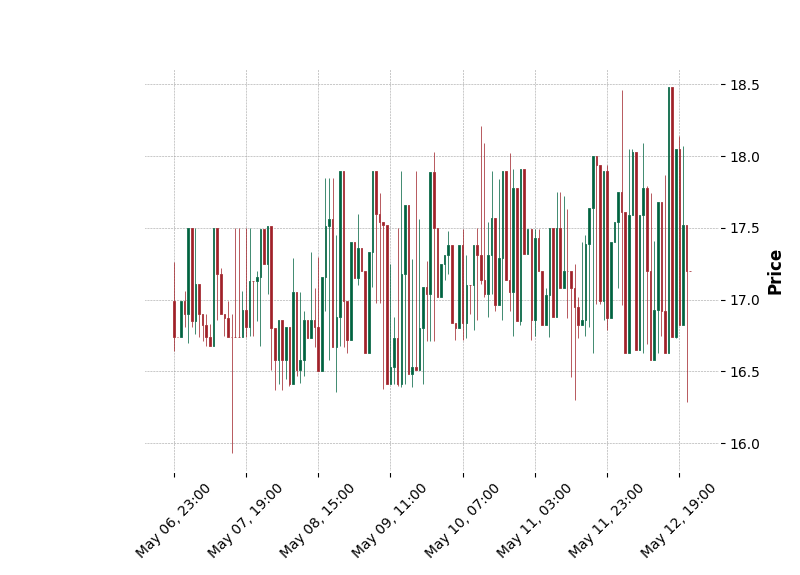 18.5
18.0
17.5
17.0
16.5
16.0
Price
May 06, 23:00
May 07, 19:00
May 08, 15:00
May 09, 11:00
May 10, 07:00
May 11, 03:00
May 11, 23:00
May 12, 19:00